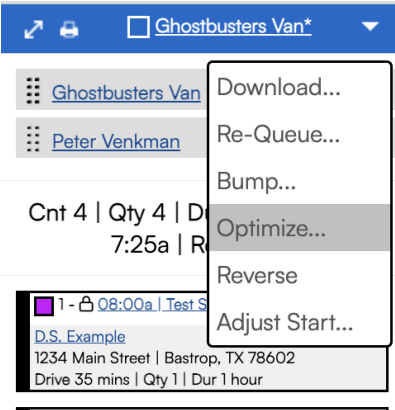 Ghostbusters Van*
Ghostbusters Van
Peter Venkman
Download...
Re-Queue...
Bump...
Optimize...
Reverse
Adjust Start...
Cnt 4 | Qty 4 |
7:25a |
1 - 08:00a | Test
D.S. Example
1234 Main Street | Bastrop, TX 78602
Drive 35 mins | Qty 1 | Dur 1 hour